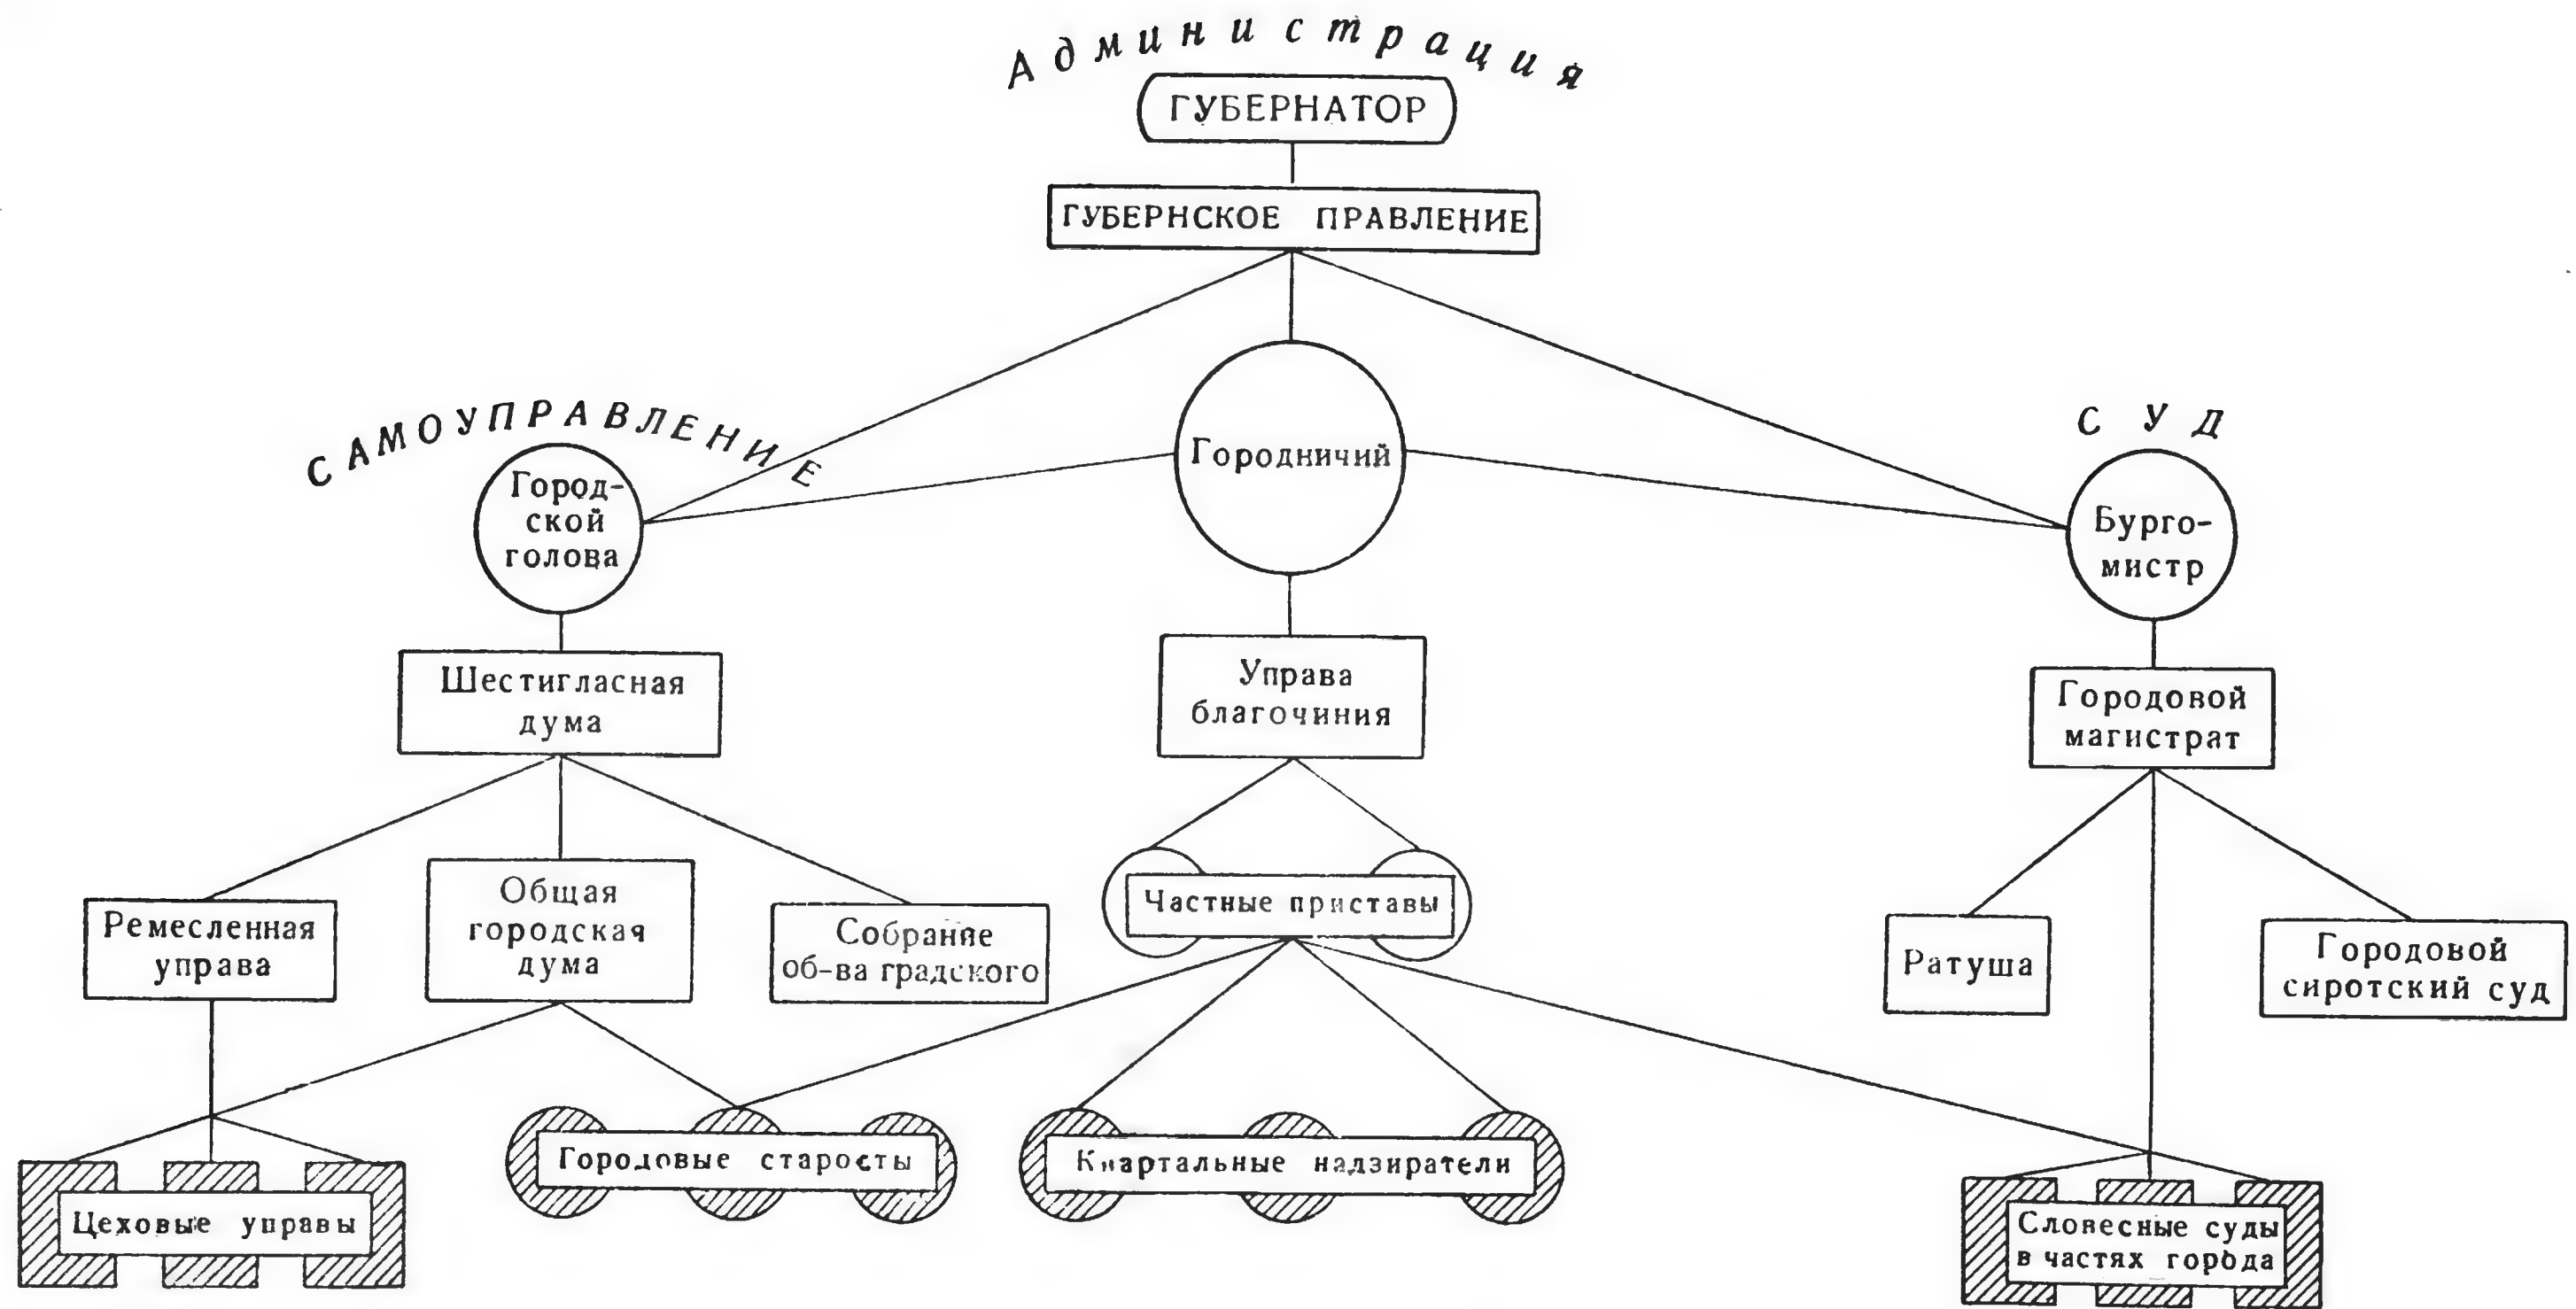 Администрация
ГУБЕРНАТОР
ГУБЕРНСКОЕ ПРАВЛЕНИЕ
САМОУПРАВЛЕНИЕ
Город-
ской
голова
Городничий
СУД
Бурго-
мистр
Шестигласная
дума
Управа
благочиния
Городовой
магистрат
Ремесленная
управа
Общая
городская
дума
Собрание
об-ва градского
Частные приставы
Ратуша
Городовой
сиротский суд
Цеховые управы
Городовые старосты
Квартальные надзиратели
Словесные суды
в частях города